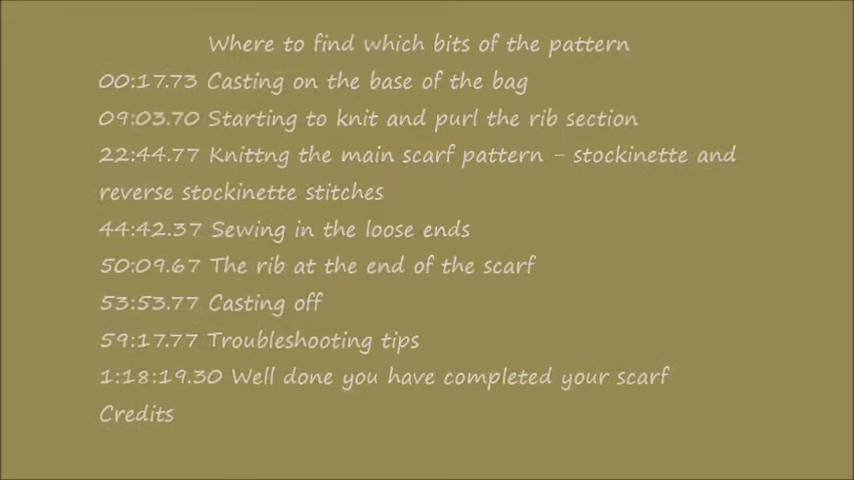 Where to find which bits of the pattern
00:17.73 Casting on the base of the bag
09:03.70 Starting to knit and purl the rib section
22:44.77 Knittng the main scarf pattern - stockinette and
reverse stockinette stitches
44:42.37 Sewing in the loose ends
50:09.67 The rib at the end of the scarf
53:53.77 Casting off
59:17.77 Troubleshooting tips
1:18:19.30 Well done you have completed your scarf
Credits